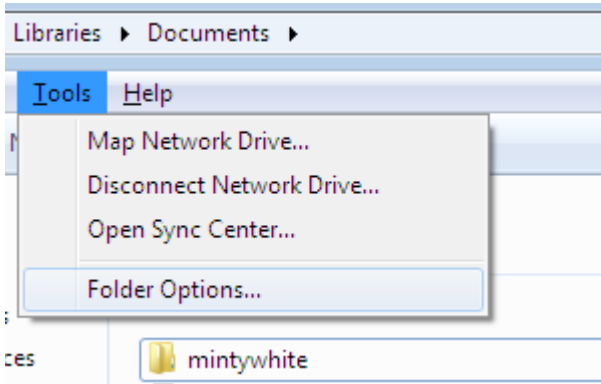 Libraries ▸ Documents ▸
Tools Help
Map Network Drive...
Disconnect Network Drive...
Open Sync Center...
Folder Options...
mintywhite